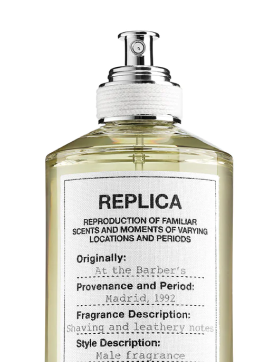 REPLICA
REPRODUCTION OF FAMILIAR
SCENTS AND MOMENTS OF VARYING
LOCATIONS AND PERIODS
Originally:
At the Barber's
Provenance and Period:
Madrid, 1992
Fragrance Description:
Shaving and leathery notes
Style Description:
Male fragrance